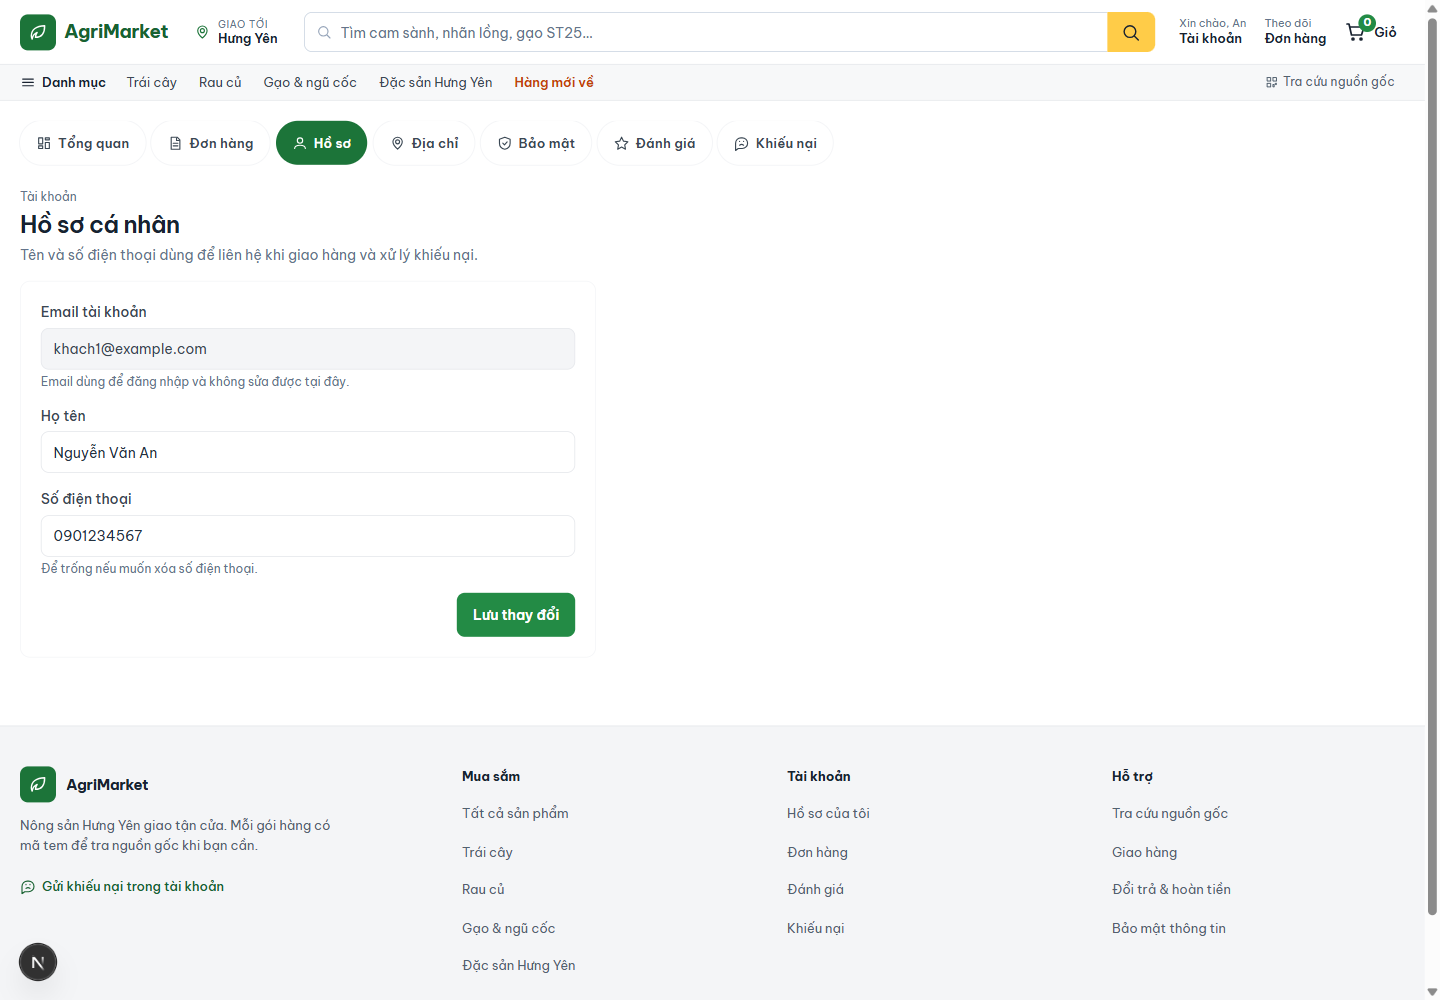 AgriMarket
GIAO TỚI
Hưng Yên
Tìm cam sành, nhãn lồng, gạo ST25...
Xin chào, An
Tài khoản
Theo dõi
Đơn hàng
0
Giỏ
Danh mục
Trái cây
Rau củ
Gạo & ngũ cốc
Đặc sản Hưng Yên
Hàng mới về
Tra cứu nguồn gốc
Tổng quan
Đơn hàng
Hồ sơ
Địa chỉ
Bảo mật
Đánh giá
Khiếu nại
Tài khoản
Hồ sơ cá nhân
Tên và số điện thoại dùng để liên hệ khi giao hàng và xử lý khiếu nại.
Email tài khoản
khach1@example.com
Email dùng để đăng nhập và không sửa được tại đây.
Họ tên
Nguyễn Văn An
Số điện thoại
0901234567
Để trống nếu muốn xóa số điện thoại.
Lưu thay đổi
AgriMarket
Nông sản Hưng Yên giao tận cửa. Mỗi gói hàng có
mã tem để tra nguồn gốc khi bạn cần.
Gửi khiếu nại trong tài khoản
Mua sắm
Tất cả sản phẩm
Trái cây
Rau củ
Gạo & ngũ cốc
Đặc sản Hưng Yên
Tài khoản
Hồ sơ của tôi
Đơn hàng
Đánh giá
Khiếu nại
Hỗ trợ
Tra cứu nguồn gốc
Giao hàng
Đổi trả & hoàn tiền
Bảo mật thông tin
N